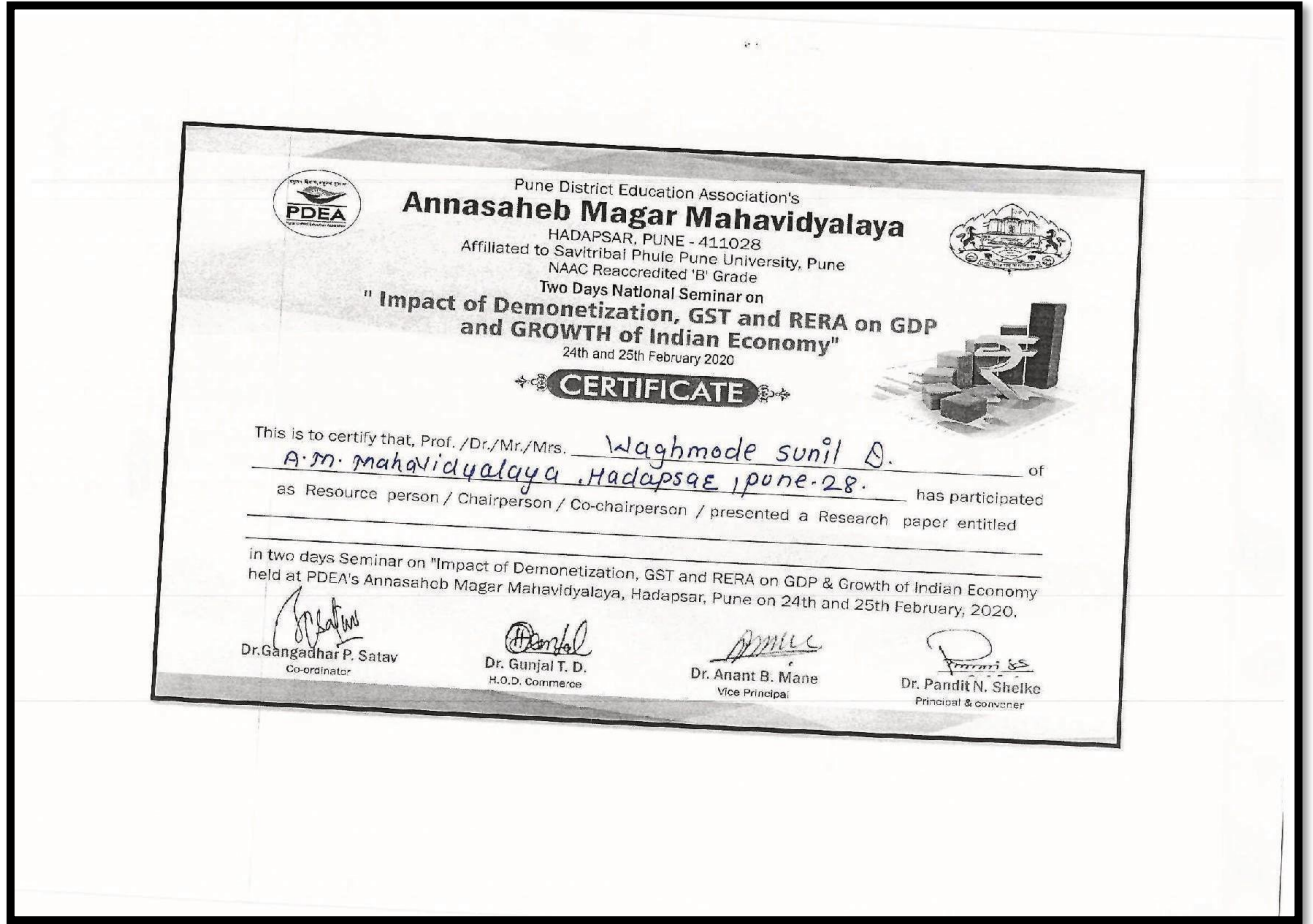 PDEA
Pune District Education Association's
Annasaheb Magar Mahavidyalaya
HADAPSAR, PUNE - 411028
Affiliated to Savitribai Phule Pune University, Pune
NAAC Reaccredited 'B' Grade
Two Days National Seminar on
" Impact of Demonetization, GST and RERA on GDP
and GROWTH of Indian Economy"
24th and 25th February 2020
CERTIFICATE
This is to certify that, Prof. /Dr./Mr./Mrs. Waghmode sunil D. of
A.M. Mahavidyalaya , Hadapsar , pune-28. has participated
as Resource person / Chairperson / Co-chairperson / presented a Research paper entitled
in two days Seminar on "Impact of Demonetization, GST and RERA on GDP & Growth of Indian Economy
held at PDEA's Annasaheb Magar Mahavidyalaya, Hadapsar, Pune on 24th and 25th February, 2020.
Dr.Gangadhar P. Satav
Co-ordinator
Dr. Gunjal T. D.
H.O.D. Commerce
Dr. Anant B. Mane
Vice Principal
Dr. Pandit N. Shelke
Principal & convener